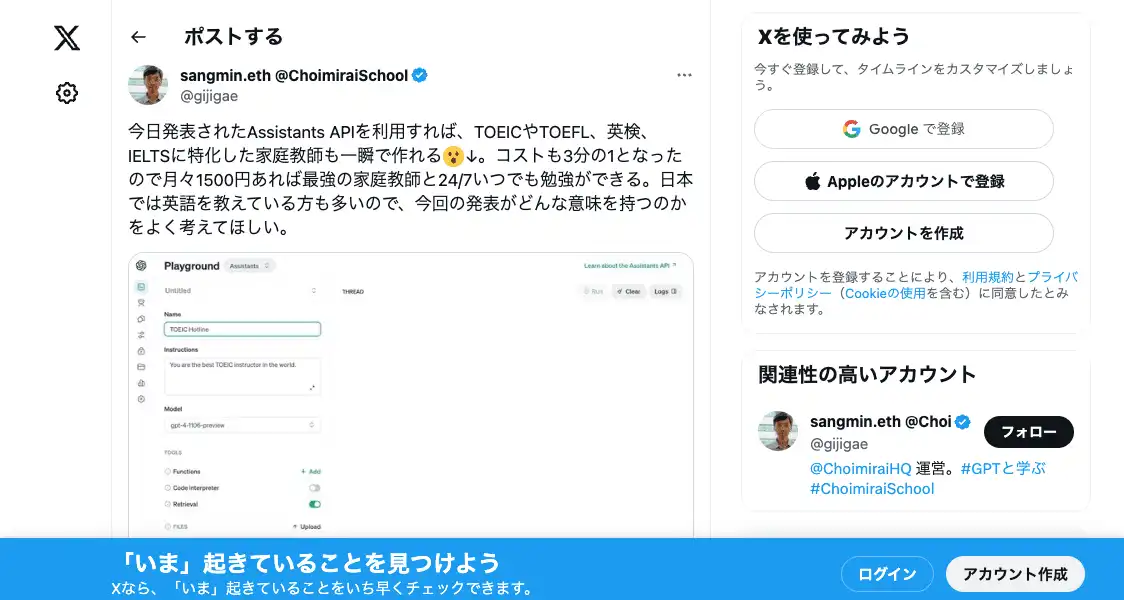 ポストする
sangmin.eth @ChoimiraiSchool
@gijigae
今日発表されたAssistants APIを利用すれば、TOEICやTOEFL、英検、
IELTSに特化した家庭教師も一瞬で作れる😮↓。コストも3分の1となった
ので月々1500円あれば最強の家庭教師と24/7いつでも勉強ができる。日本
では英語を教えている方も多いので、今回の発表がどんな意味を持つのか
をよく考えてほしい。
Playground Assistants
Learn about the Assistants API
Untitled
THREAD
Run Clear Logs
Name
TOEIC Hotline
Instructions
You are the best TOEIC instructor in the world.
Model
gpt-4-1106-preview
TOOLS
Functions + Add
Code interpreter
Retrieval
FILES Upload
Xを使ってみよう
今すぐ登録して、タイムラインをカスタマイズしましょ
う。
Google で登録
Appleのアカウントで登録
アカウントを作成
アカウントを登録することにより、利用規約とプライバ
シーポリシー（Cookieの使用を含む）に同意したとみ
なされます。
関連性の高いアカウント
sangmin.eth @Choi
@gijigae
フォロー
@ChoimiraiHQ 運営。#GPTと学ぶ
#ChoimiraiSchool
「いま」起きていることを見つけよう
Xなら、「いま」起きていることをいち早くチェックできます。
ログイン
アカウント作成